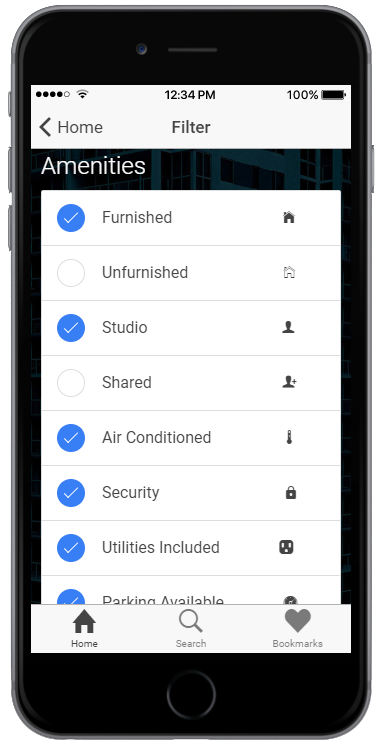 12:34 PM 100%
Home Filter
Amenities
Furnished
Unfurnished
Studio
Shared
Air Conditioned
Security
Utilities Included
Parking Available
Home Search Bookmarks